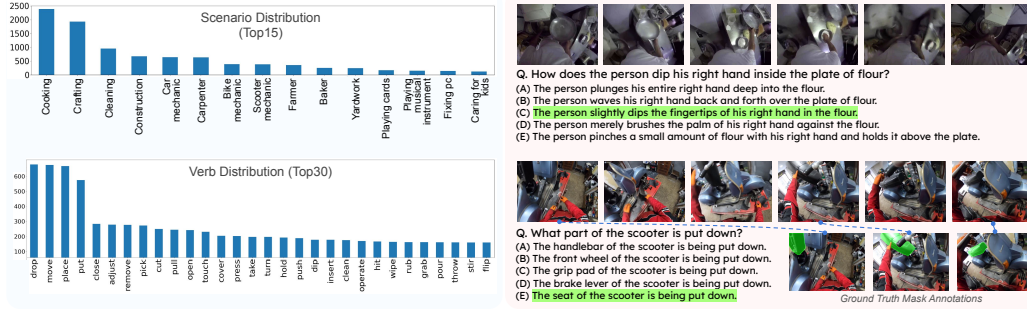 Scenario Distribution
(Top15)
2500
2000
1500
1000
500
0
Cooking
Crafting
Cleaning
Construction
Car mechanic
Carpenter
Bike mechanic
Scooter mechanic
Farmer
Baker
Yardwork
Playing cards
Playing musical instrument
Fixing pc
Caring for kids
Verb Distribution (Top30)
600
500
400
300
200
100
drop
move
place
put
close
adjust
remove
pick
cut
pull
open
touch
cover
press
take
turn
hold
push
dip
insert
clean
operate
hit
wipe
rub
grab
pour
throw
stir
flip
Q. How does the person dip his right hand inside the plate of flour?
(A) The person plunges his entire right hand deep into the flour.
(B) The person waves his right hand back and forth over the plate of flour.
(C) The person slightly dips the fingertips of his right hand in the flour.
(D) The person merely brushes the palm of his right hand against the flour.
(E) The person pinches a small amount of flour with his right hand and holds it above the plate.
Q. What part of the scooter is put down?
(A) The handlebar of the scooter is being put down.
(B) The front wheel of the scooter is being put down.
(C) The grip pad of the scooter is being put down.
(D) The brake lever of the scooter is being put down.
(E) The seat of the scooter is being put down.
Ground Truth Mask Annotations